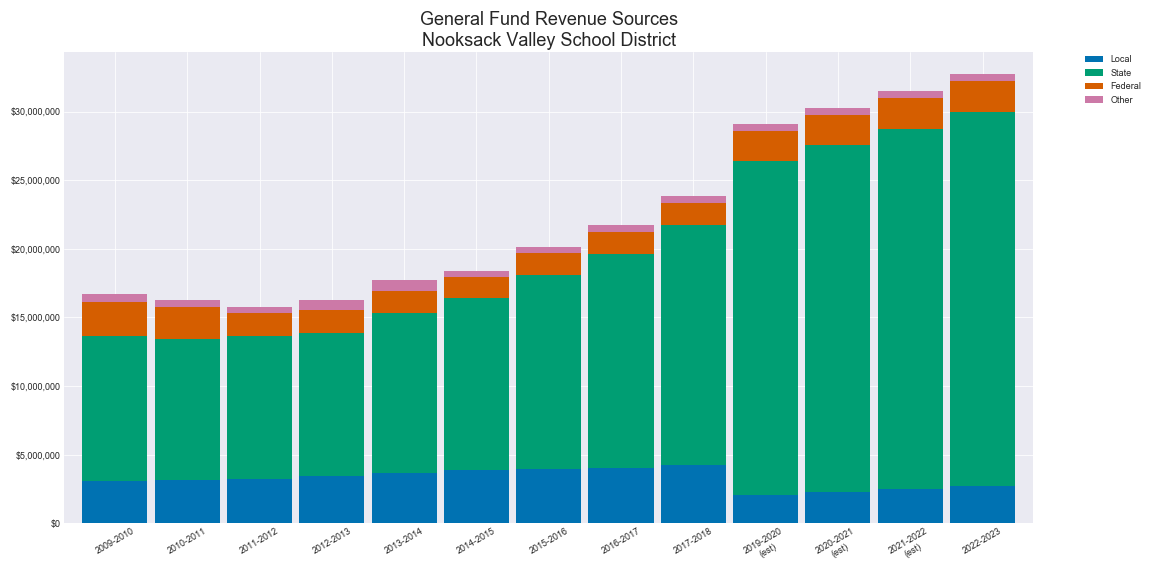 General Fund Revenue Sources
Nooksack Valley School District
Local
State
Federal
Other
$30,000,000
$25,000,000
$20,000,000
$15,000,000
$10,000,000
$5,000,000
$0
2009-2010
2010-2011
2011-2012
2012-2013
2013-2014
2014-2015
2015-2016
2016-2017
2017-2018
2019-2020
(est)
2020-2021
(est)
2021-2022
(est)
2022-2023